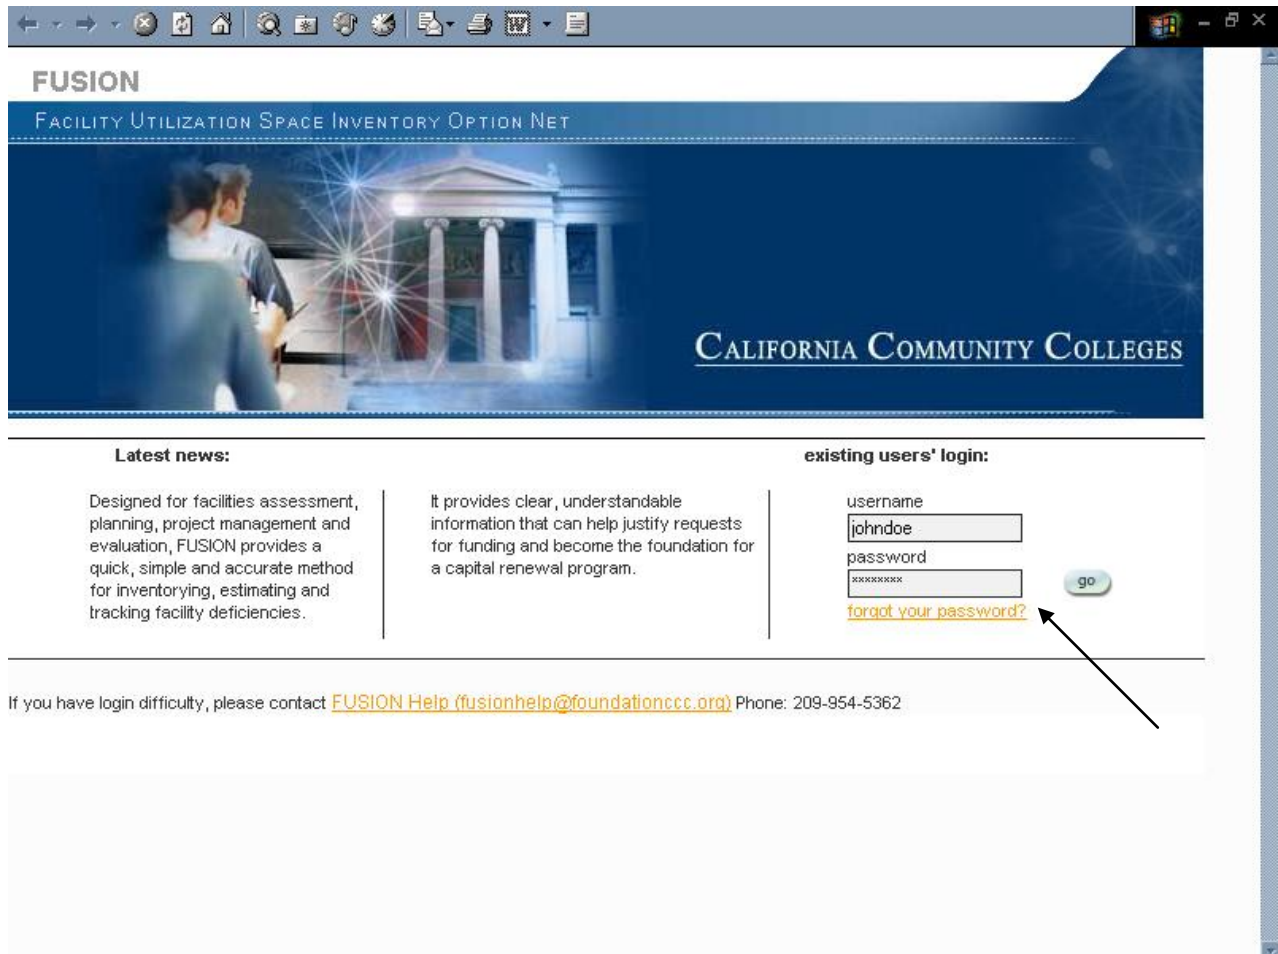 FUSION
FACILITY UTILIZATION SPACE INVENTORY OPTION NET
CALIFORNIA COMMUNITY COLLEGES
Latest news:
Designed for facilities assessment,
planning, project management and
evaluation, FUSION provides a
quick, simple and accurate method
for inventorying, estimating and
tracking facility deficiencies.
It provides clear, understandable
information that can help justify requests
for funding and become the foundation for
a capital renewal program.
existing users' login:
username
johndoe
password
********
go
forgot your password?
If you have login difficulty, please contact FUSION Help (fusionhelp@foundationccc.org) Phone: 209-954-5362